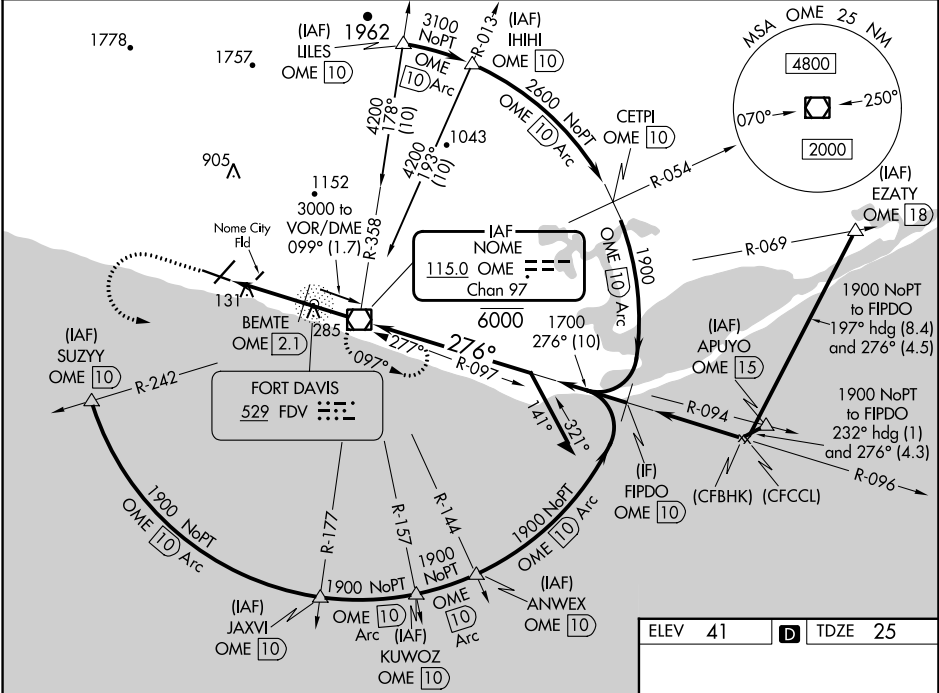 1778
1757
1962
905
1152
1043
(IAF)
LILES
OME 10
3100
NoPT
OME
10 Arc
R-013
(IAF)
IHIHI
OME 10
2600 NoPT
OME 10 Arc
CETPI
OME 10
R-054
MSA OME 25 NM
4800
070°
250°
2000
4200
178°
(10)
4200
193°
(10)
R-358
3000 to
VOR/DME
099° (1.7)
Nome City
Fld
131
285
BEMTE
OME 2.1
IAF
NOME
115.0 OME
Chan 97
6000
1900
OME 10 Arc
R-069
(IAF)
EZATY
OME 18
1900 NoPT
to FIPDO
197° hdg (8.4)
and 276° (4.5)
(IAF)
APUYO
OME 15
R-094
1900 NoPT
to FIPDO
232° hdg (1)
and 276° (4.3)
R-096
(CFBHK)
(CFCCL)
1700
276° (10)
276°
R-097
277°
097°
141°
321°
(IF)
FIPDO
OME 10
(IAF)
SUZYY
OME 10
R-242
FORT DAVIS
529 FDV
R-177
R-157
R-144
1900 NoPT
OME 10 Arc
(IAF)
JAXVI
OME 10
1900 NoPT
OME 10
Arc
(IAF)
KUWOZ
OME 10
1900
NoPT
OME
10
Arc
(IAF)
ANWEX
OME 10
1900 NoPT
OME 10 Arc
ELEV 41 D TDZE 25